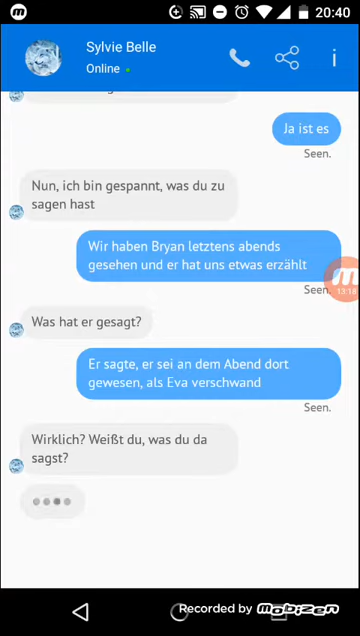 20:40
Sylvie Belle
Online
Ja ist es
Seen.
Nun, ich bin gespannt, was du zu
sagen hast
Wir haben Bryan letztens abends
gesehen und er hat uns etwas erzählt
13:18
Seen.
Was hat er gesagt?
Er sagte, er sei an dem Abend dort
gewesen, als Eva verschwand
Seen.
Wirklich? Weißt du, was du da
sagst?
Recorded by mobizen